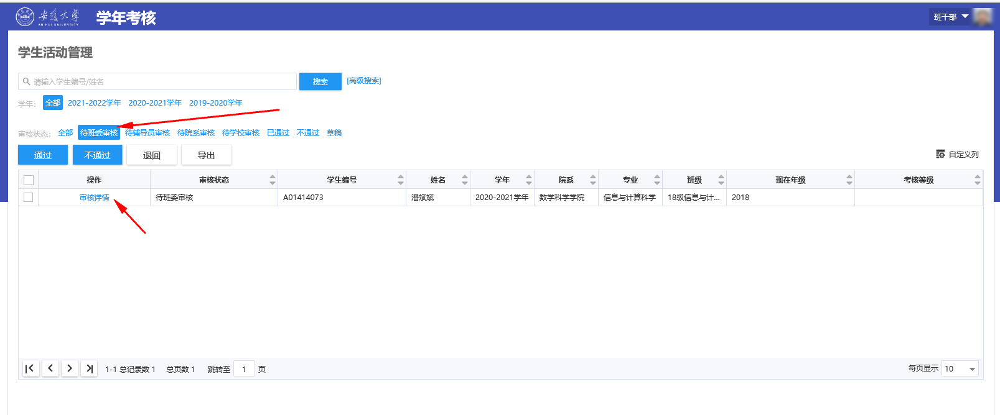 安徽大学
AN HUI UNIVERSITY
学年考核
班干部
学生活动管理
请输入学生编号/姓名 搜索 [高级搜索]
学年: 全部 2021-2022学年 2020-2021学年 2019-2020学年
审核状态: 全部 待班委审核 待辅导员审核 待院系审核 待学校审核 已通过 不通过 草稿
通过 不通过 退回 导出 自定义列
操作 审核状态 学生编号 姓名 学年 院系 专业 班级 现在年级 考核等级
审核详情 待班委审核 A01414073 潘斌斌 2020-2021学年 数学科学学院 信息与计算科学 18级信息与计... 2018
1-1 总记录数 1 总页数 1 跳转至 1 页 每页显示 10